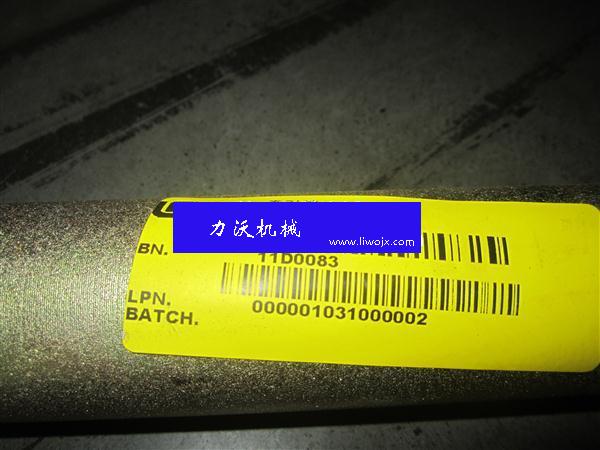 力沃机械
www.liwojx.com
BN.
11D0083
LPN.
000001031000002
BATCH.